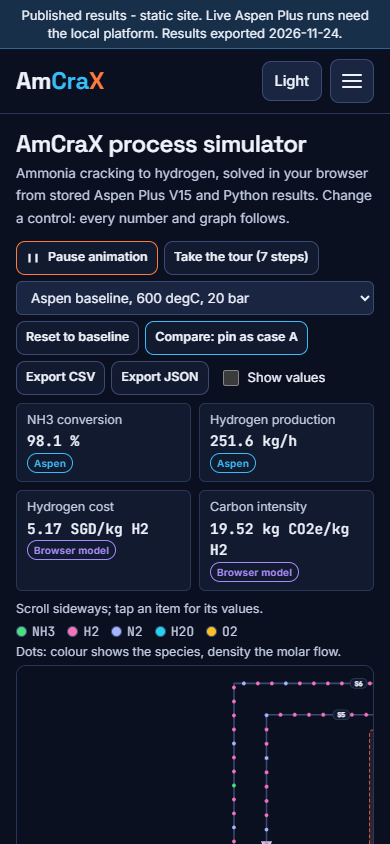 Published results - static site. Live Aspen Plus runs need
the local platform. Results exported 2026-11-24.
AmCraX
Light
AmCraX process simulator
Ammonia cracking to hydrogen, solved in your browser
from stored Aspen Plus V15 and Python results. Change
a control: every number and graph follows.
Pause animation
Take the tour (7 steps)
Aspen baseline, 600 degC, 20 bar
Reset to baseline
Compare: pin as case A
Export CSV
Export JSON
Show values
NH3 conversion
98.1 %
Aspen
Hydrogen production
251.6 kg/h
Aspen
Hydrogen cost
5.17 SGD/kg H2
Browser model
Carbon intensity
19.52 kg CO2e/kg
H2
Browser model
Scroll sideways; tap an item for its values.
NH3 H2 N2 H2O O2
Dots: colour shows the species, density the molar flow.
S6
S5